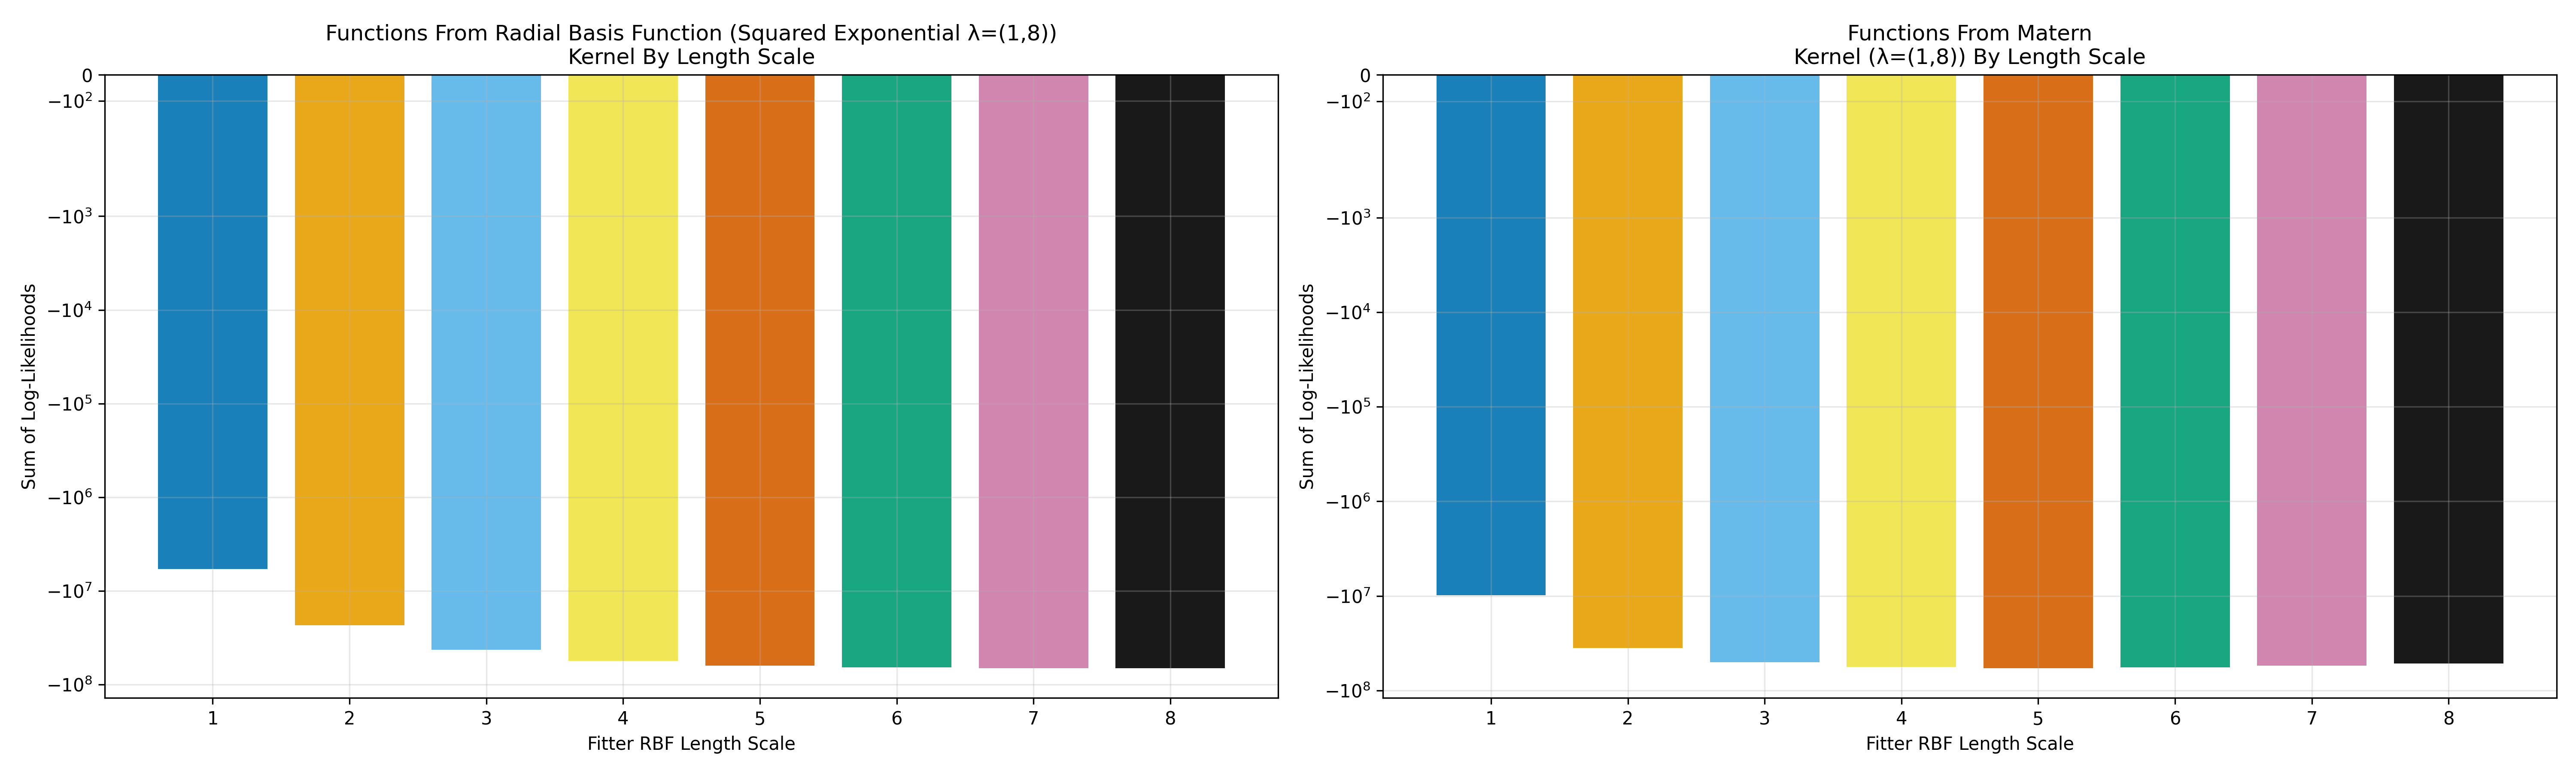 Functions From Radial Basis Function (Squared Exponential λ=(1,8))
Kernel By Length Scale
Sum of Log-Likelihoods
0
−10²
−10³
−10⁴
−10⁵
−10⁶
−10⁷
−10⁸
1 2 3 4 5 6 7 8
Fitter RBF Length Scale
Functions From Matern
Kernel (λ=(1,8)) By Length Scale
Sum of Log-Likelihoods
0
−10²
−10³
−10⁴
−10⁵
−10⁶
−10⁷
−10⁸
1 2 3 4 5 6 7 8
Fitter RBF Length Scale